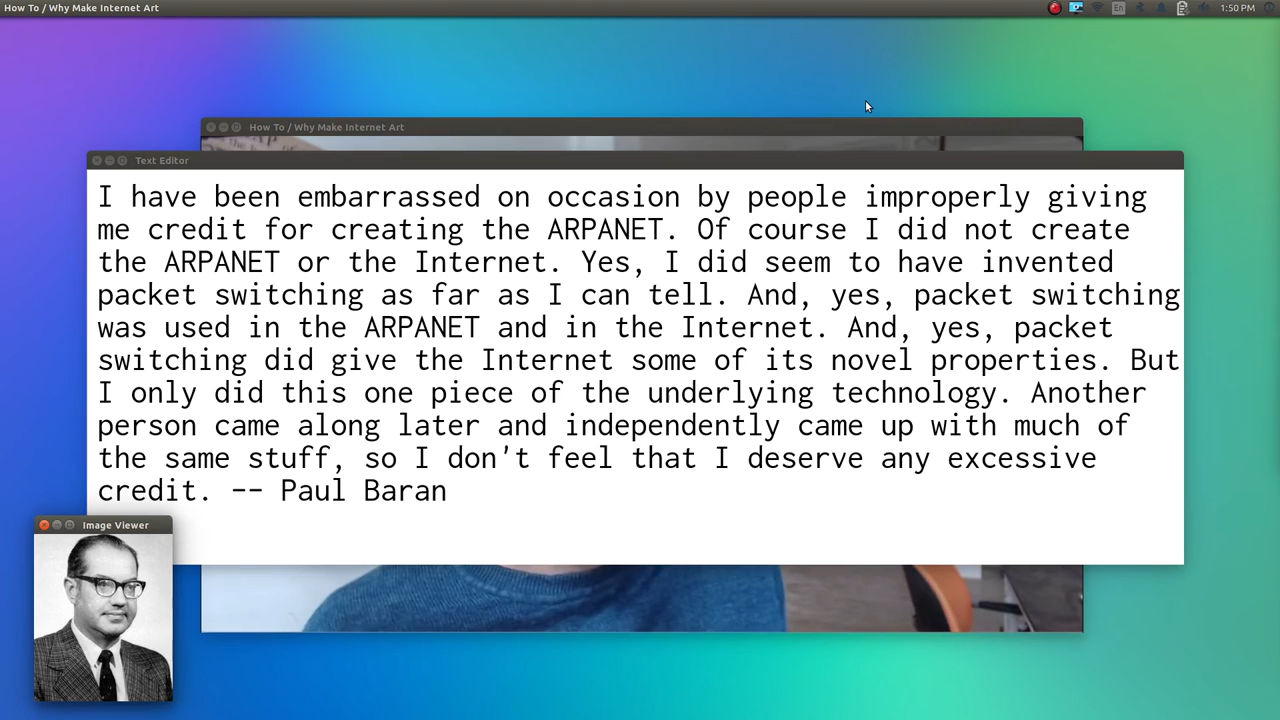 How To / Why Make Internet Art
En
1:50 PM
How To / Why Make Internet Art
Text Editor
I have been embarrassed on occasion by people improperly giving
me credit for creating the ARPANET. Of course I did not create
the ARPANET or the Internet. Yes, I did seem to have invented
packet switching as far as I can tell. And, yes, packet switching
was used in the ARPANET and in the Internet. And, yes, packet
switching did give the Internet some of its novel properties. But
I only did this one piece of the underlying technology. Another
person came along later and independently came up with much of
the same stuff, so I don't feel that I deserve any excessive
credit. -- Paul Baran
Image Viewer